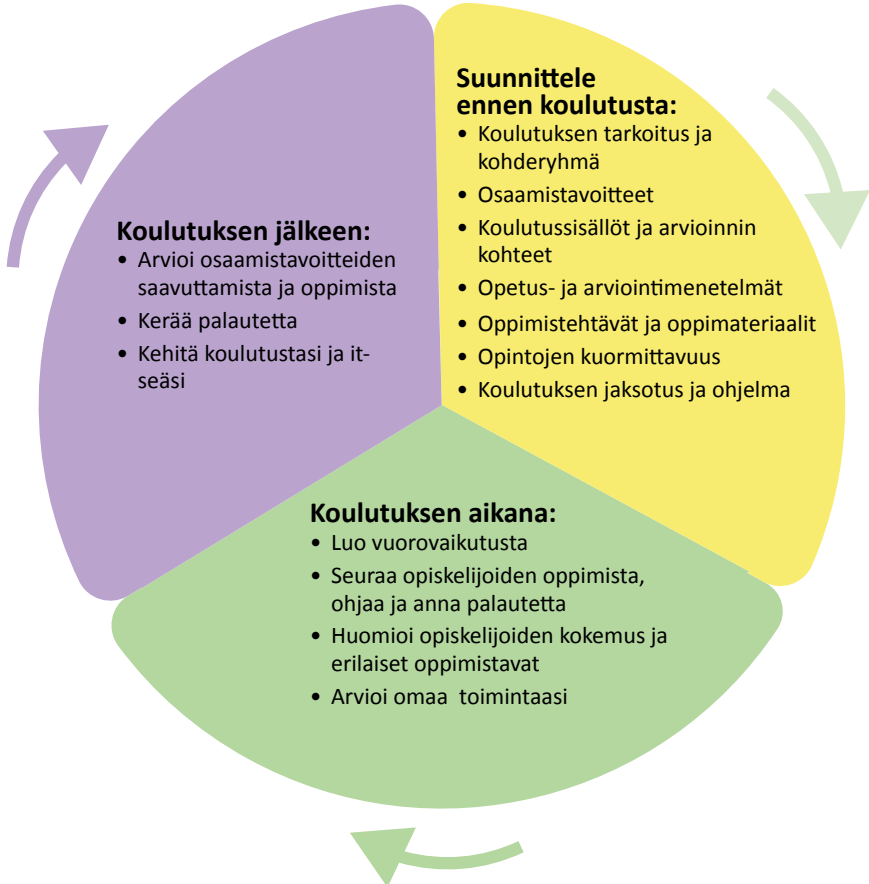 Suunnittele
ennen koulutusta:
• Koulutuksen tarkoitus ja
kohderyhmä
• Osaamistavoitteet
• Koulutussisällöt ja arvioinnin
kohteet
• Opetus- ja arviointimenetelmät
• Oppimistehtävät ja oppimateriaalit
• Opintojen kuormittavuus
• Koulutuksen jaksotus ja ohjelma
Koulutuksen aikana:
• Luo vuorovaikutusta
• Seuraa opiskelijoiden oppimista,
ohjaa ja anna palautetta
• Huomioi opiskelijoiden kokemus ja
erilaiset oppimistavat
• Arvioi omaa  toimintaasi
Koulutuksen jälkeen:
• Arvioi osaamistavoitteiden
saavuttamista ja oppimista
• Kerää palautetta
• Kehitä koulutustasi ja it-
seäsi